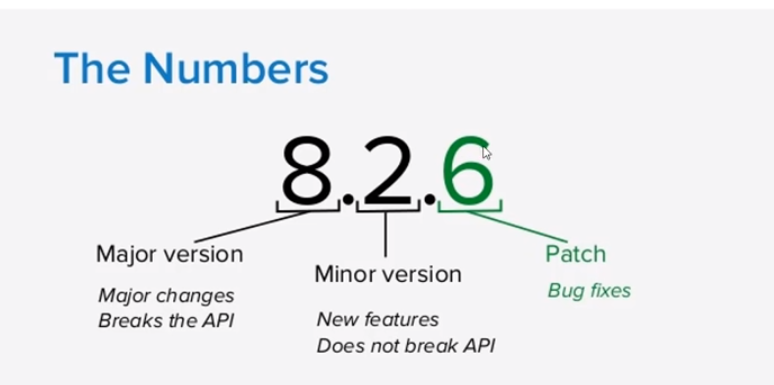 The Numbers
8.2.6
Major version
Major changes
Breaks the API
Minor version
New features
Does not break API
Patch
Bug fixes